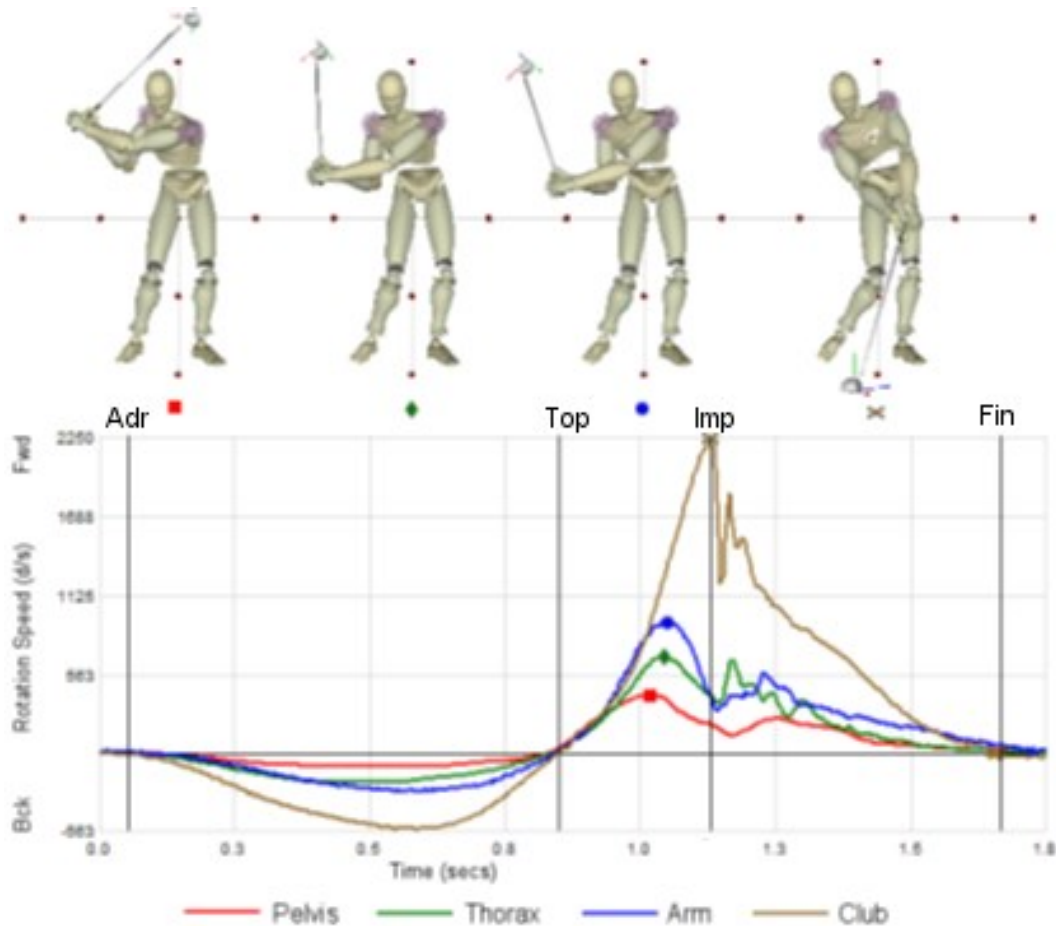 Adr Top Imp Fin
2250
1688
1126
563
-563
Fwd
Rotation Speed (d/s)
Bck
0.0 0.3 0.5 0.8 1.0 1.3 1.5 1.8
Time (secs)
Pelvis Thorax Arm Club